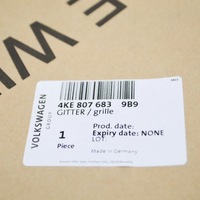 E WI
VOLKSWAGEN
GROUP
4KE 807 683 9B9
GITTER / grille
1
Piece
Prod. date:
Expiry date: NONE
LOT:
Made in Germany